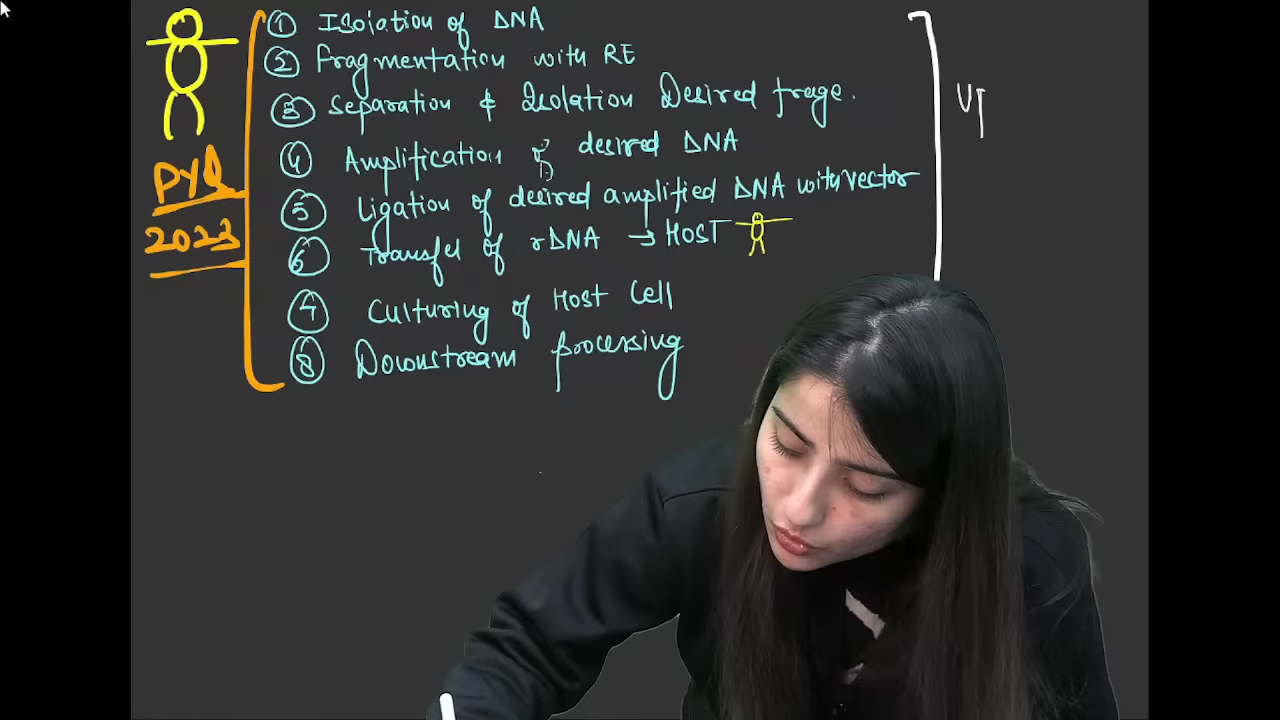 ① Isolation of DNA
② Fragmentation with RE
③ Separation & Isolation Desired frage.
④ Amplification of desired DNA
⑤ Ligation of desired amplified DNA with vector
⑥ Transfer of rDNA → HOST
⑦ Culturing of Host Cell
⑧ Downstream processing
PYQ
2023